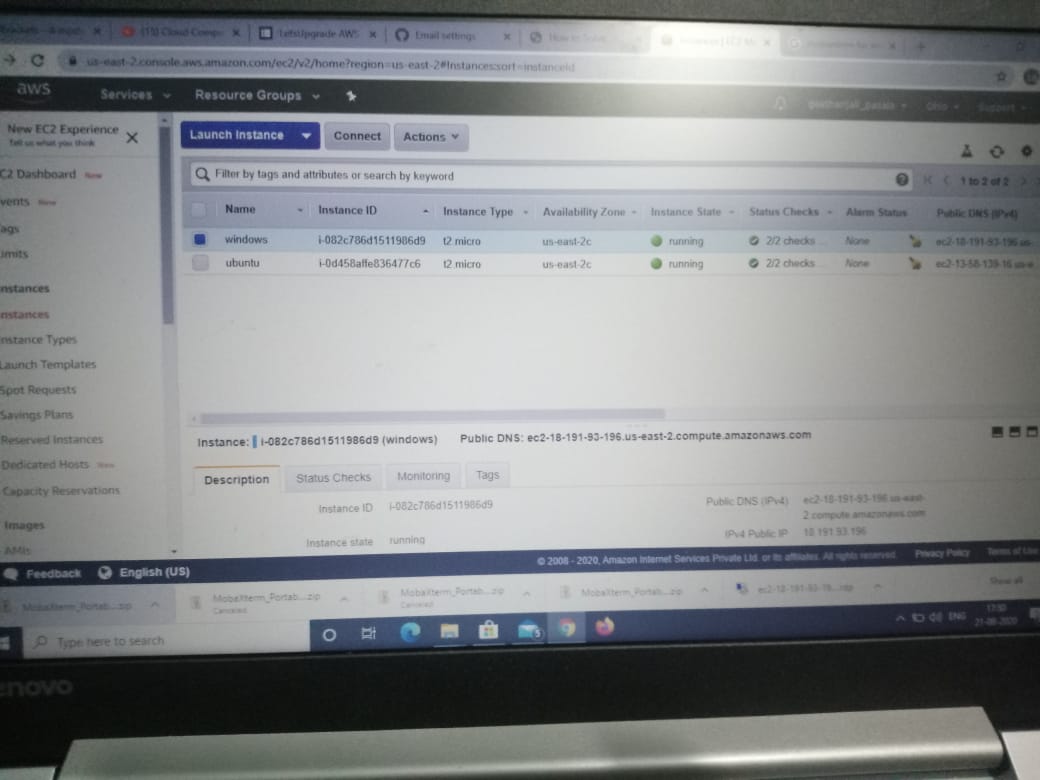 us-east-2.console.aws.amazon.com/ec2/v2/home?region=us-east-2#Instances:sort=instanceId
(15) Cloud Compu
LetsUpgrade AWS
Email settings
aws
Services
Resource Groups
Ohio
Support
New EC2 Experience
Tell us what you think
Launch Instance
Connect
Actions
C2 Dashboard New
vents New
ags
imits
nstances
nstances
nstance Types
Launch Templates
Spot Requests
Savings Plans
Reserved Instances
Dedicated Hosts New
Capacity Reservations
Images
AMIs
Filter by tags and attributes or search by keyword
1 to 2 of 2
Name Instance ID Instance Type Availability Zone Instance State Status Checks Alarm Status Public DNS (IPv4)
windows i-082c786d1511986d9 t2.micro us-east-2c running 2/2 checks ... None ec2-18-191-93-196.us-
ubuntu i-0d458affe836477c6 t2.micro us-east-2c running 2/2 checks ... None ec2-13-58-139-16.us-e
Instance: i-082c786d1511986d9 (windows) Public DNS: ec2-18-191-93-196.us-east-2.compute.amazonaws.com
Description
Status Checks
Monitoring
Tags
Instance ID i-082c786d1511986d9
Public DNS (IPv4) ec2-18-191-93-196.us-east-
2.compute.amazonaws.com
Instance state running
IPv4 Public IP 18.191.93.196
Feedback
English (US)
© 2008 - 2020, Amazon Internet Services Private Ltd. or its affiliates. All rights reserved.
Privacy Policy
Terms of Use
MobaXterm_Portab...zip
MobaXterm_Portab...zip
Canceled
MobaXterm_Portab...zip
Canceled
MobaXterm_Portab...zip
ec2-18-191-93-19...rdp
Show all
Type here to search
5
ENG
17:50
21-08-2020
enovo